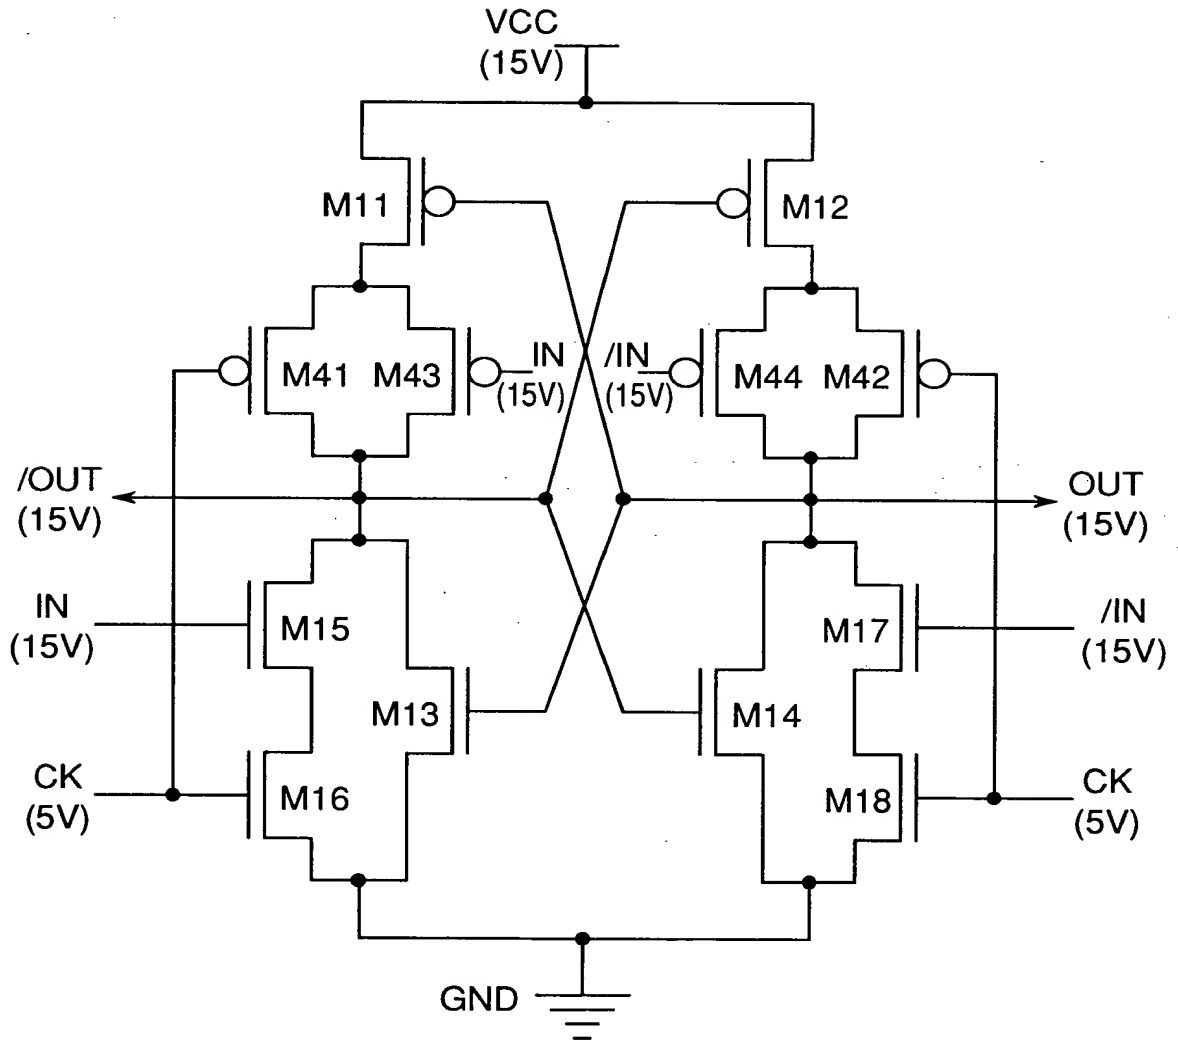 VCC
(15V)
M11
M12
M41
M43
IN
(15V)
/IN
(15V)
M44
M42
/OUT
(15V)
OUT
(15V)
IN
(15V)
M15
M17
/IN
(15V)
M13
M14
CK
(5V)
M16
M18
CK
(5V)
GND